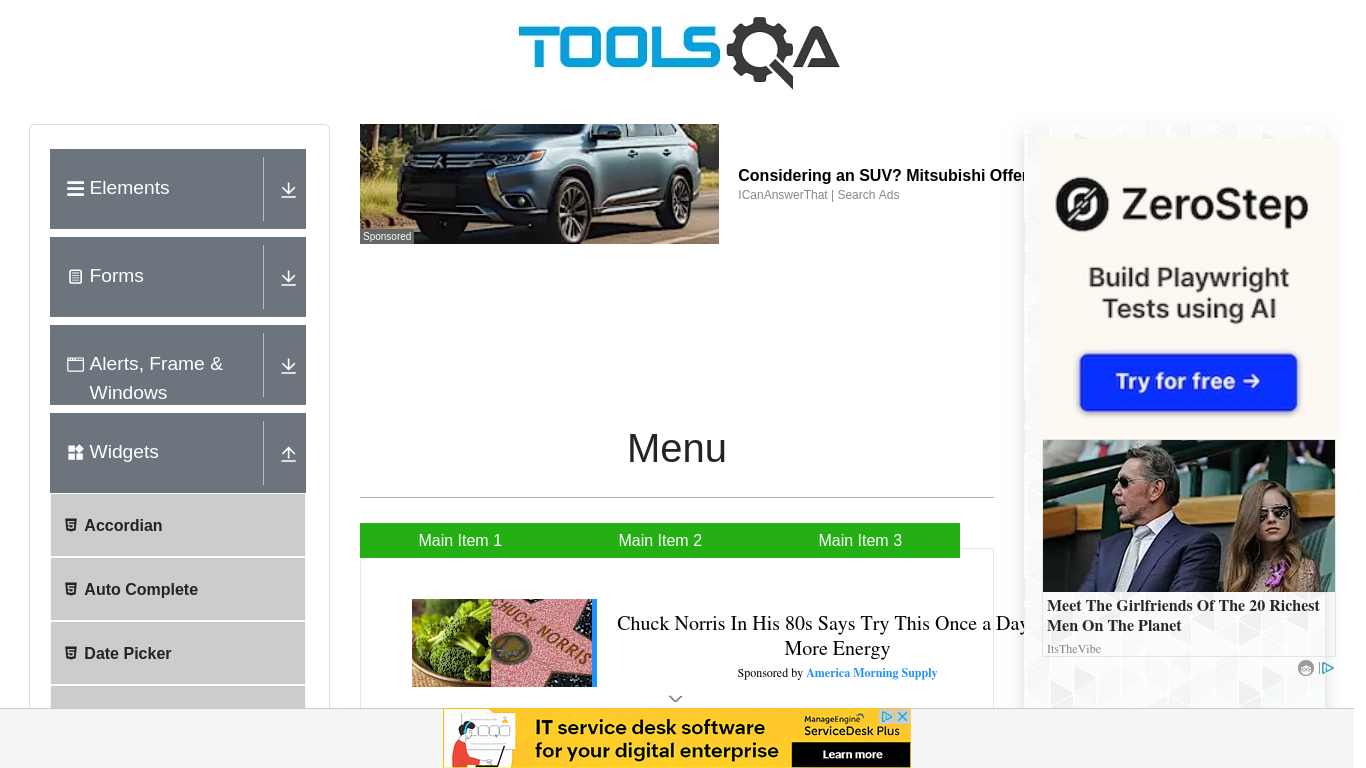 TOOLSQA
Elements
Forms
Alerts, Frame &
Windows
Widgets
Accordian
Auto Complete
Date Picker
Sponsored
Considering an SUV? Mitsubishi Offer
ICanAnswerThat | Search Ads
Menu
Main Item 1
Main Item 2
Main Item 3
CHUCK NORRIS
Chuck Norris In His 80s Says Try This Once a Day
More Energy
Sponsored by America Morning Supply
ZeroStep
Build Playwright
Tests using AI
Try for free →
Meet The Girlfriends Of The 20 Richest
Men On The Planet
ItsTheVibe
IT service desk software
for your digital enterprise
ManageEngine
ServiceDesk Plus
Learn more